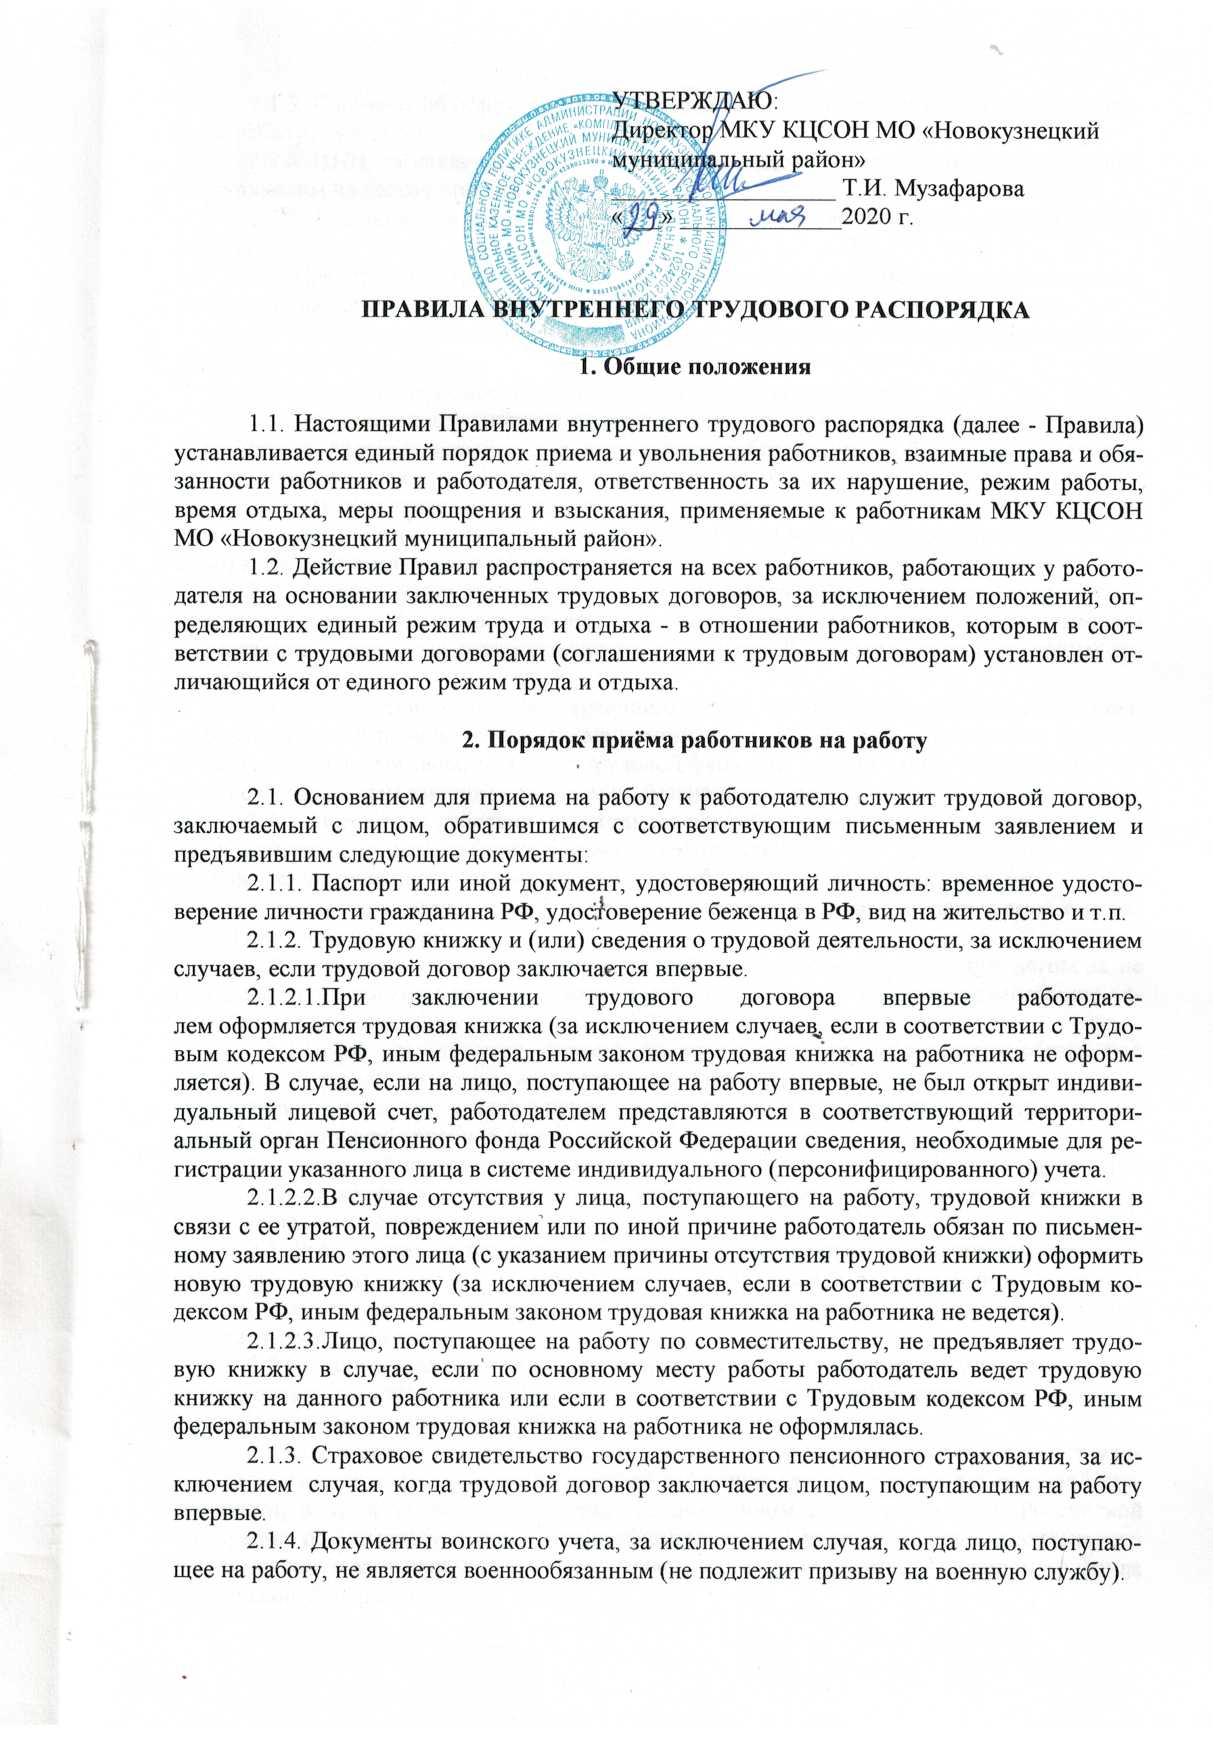 УТВЕРЖДАЮ:
Директор МКУ КЦСОН МО «Новокузнецкий
муниципальный район»
Т.И. Музафарова
«29» мая 2020 г.
ПРАВИЛА ВНУТРЕННЕГО ТРУДОВОГО РАСПОРЯДКА
1. Общие положения
1.1. Настоящими Правилами внутреннего трудового распорядка (далее - Правила)
устанавливается единый порядок приема и увольнения работников, взаимные права и обя-
занности работников и работодателя, ответственность за их нарушение, режим работы,
время отдыха, меры поощрения и взыскания, применяемые к работникам МКУ КЦСОН
МО «Новокузнецкий муниципальный район».
1.2. Действие Правил распространяется на всех работников, работающих у работо-
дателя на основании заключенных трудовых договоров, за исключением положений, оп-
ределяющих единый режим труда и отдыха - в отношении работников, которым в соот-
ветствии с трудовыми договорами (соглашениями к трудовым договорам) установлен от-
личающийся от единого режим труда и отдыха.
2. Порядок приёма работников на работу
2.1. Основанием для приема на работу к работодателю служит трудовой договор,
заключаемый с лицом, обратившимся с соответствующим письменным заявлением и
предъявившим следующие документы:
2.1.1. Паспорт или иной документ, удостоверяющий личность: временное удосто-
верение личности гражданина РФ, удостоверение беженца в РФ, вид на жительство и т.п.
2.1.2. Трудовую книжку и (или) сведения о трудовой деятельности, за исключением
случаев, если трудовой договор заключается впервые.
2.1.2.1.При заключении трудового договора впервые работодате-
лем оформляется трудовая книжка (за исключением случаев, если в соответствии с Трудо-
вым кодексом РФ, иным федеральным законом трудовая книжка на работника не оформ-
ляется). В случае, если на лицо, поступающее на работу впервые, не был открыт индиви-
дуальный лицевой счет, работодателем представляются в соответствующий территори-
альный орган Пенсионного фонда Российской Федерации сведения, необходимые для ре-
гистрации указанного лица в системе индивидуального (персонифицированного) учета.
2.1.2.2.В случае отсутствия у лица, поступающего на работу, трудовой книжки в
связи с ее утратой, повреждением или по иной причине работодатель обязан по письмен-
ному заявлению этого лица (с указанием причины отсутствия трудовой книжки) оформить
новую трудовую книжку (за исключением случаев, если в соответствии с Трудовым ко-
дексом РФ, иным федеральным законом трудовая книжка на работника не ведется).
2.1.2.3.Лицо, поступающее на работу по совместительству, не предъявляет трудо-
вую книжку в случае, если по основному месту работы работодатель ведет трудовую
книжку на данного работника или если в соответствии с Трудовым кодексом РФ, иным
федеральным законом трудовая книжка на работника не оформлялась.
2.1.3. Страховое свидетельство государственного пенсионного страхования, за ис-
ключением случая, когда трудовой договор заключается лицом, поступающим на работу
впервые.
2.1.4. Документы воинского учета, за исключением случая, когда лицо, поступаю-
щее на работу, не является военнообязанным (не подлежит призыву на военную службу).